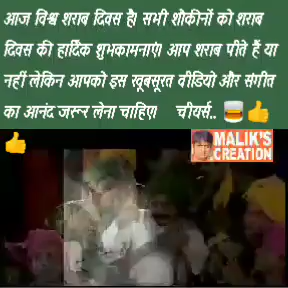 आज विश्व शराब दिवस है। सभी शौकीनों को शराब
दिवस की हार्दिक शुभकामनाएं। आप शराब पीते हैं या
नहीं लेकिन आपको इस खूबसूरत वीडियो और संगीत
का आनंद जरूर लेना चाहिए। चीयर्स.. 🥃👍
👍
MALIK'S
CREATION